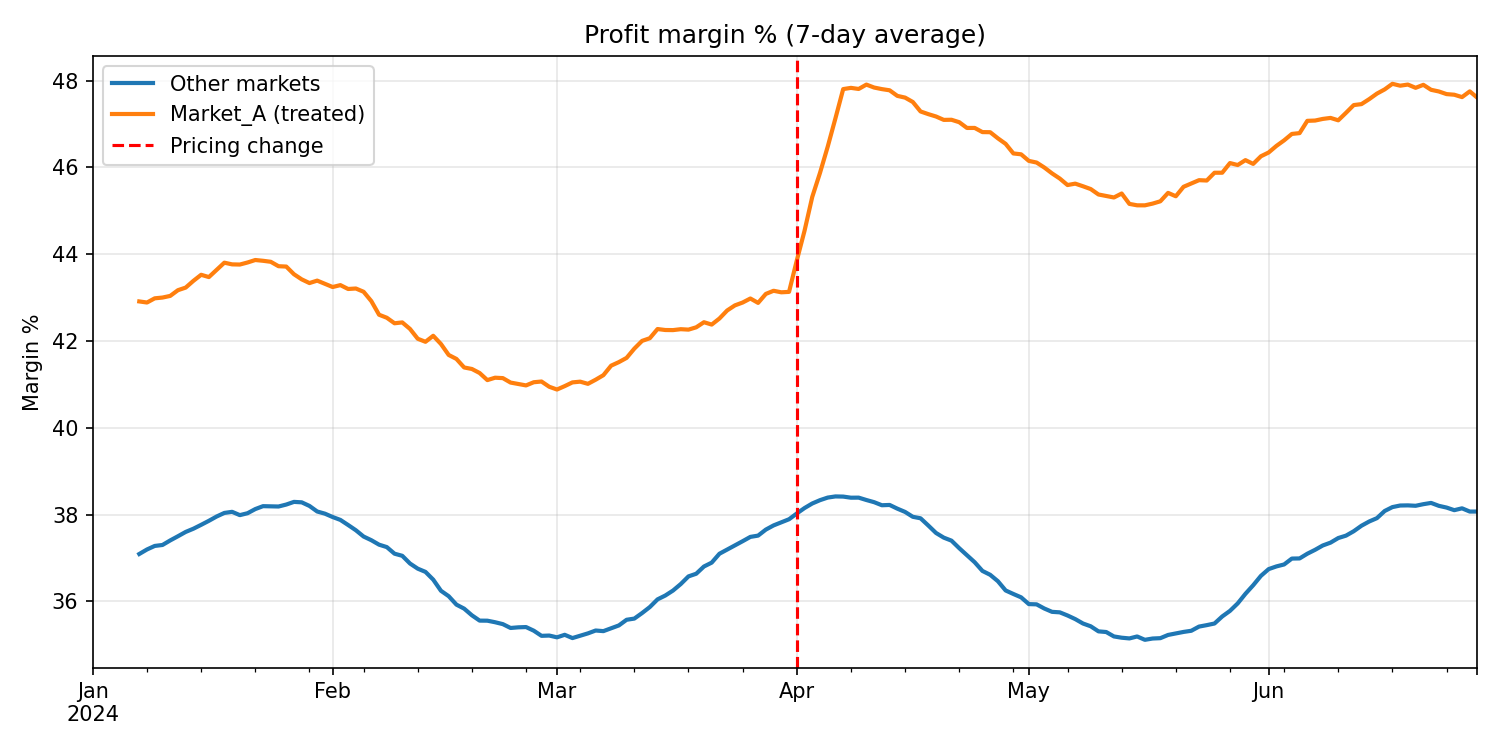 Profit margin % (7-day average)
Other markets
Market_A (treated)
Pricing change
Margin %
48
46
44
42
40
38
36
Jan
2024
Feb
Mar
Apr
May
Jun